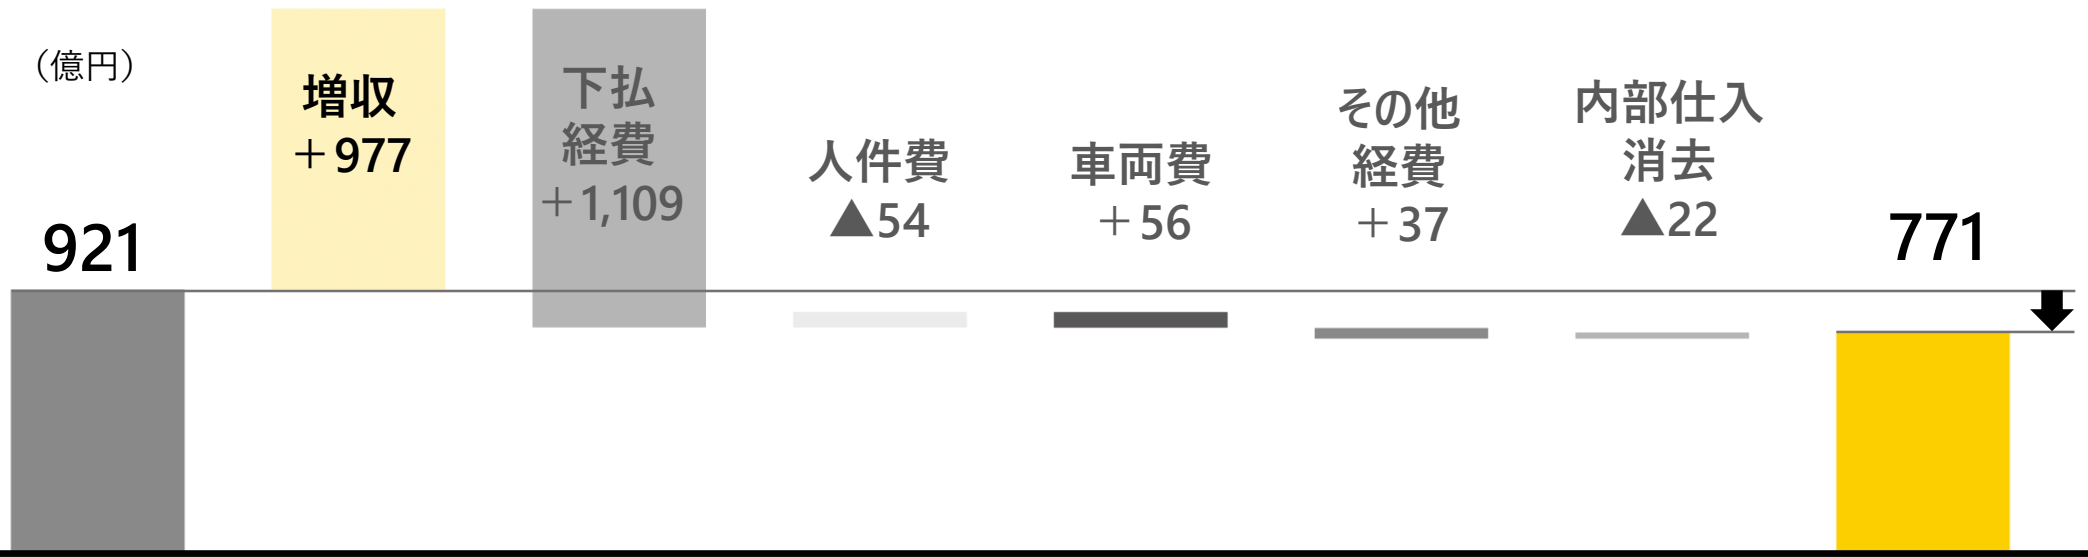 （億円）
921
増収
＋977
下払
経費
＋1,109
人件費
▲54
車両費
＋56
その他
経費
＋37
内部仕入
消去
▲22
771